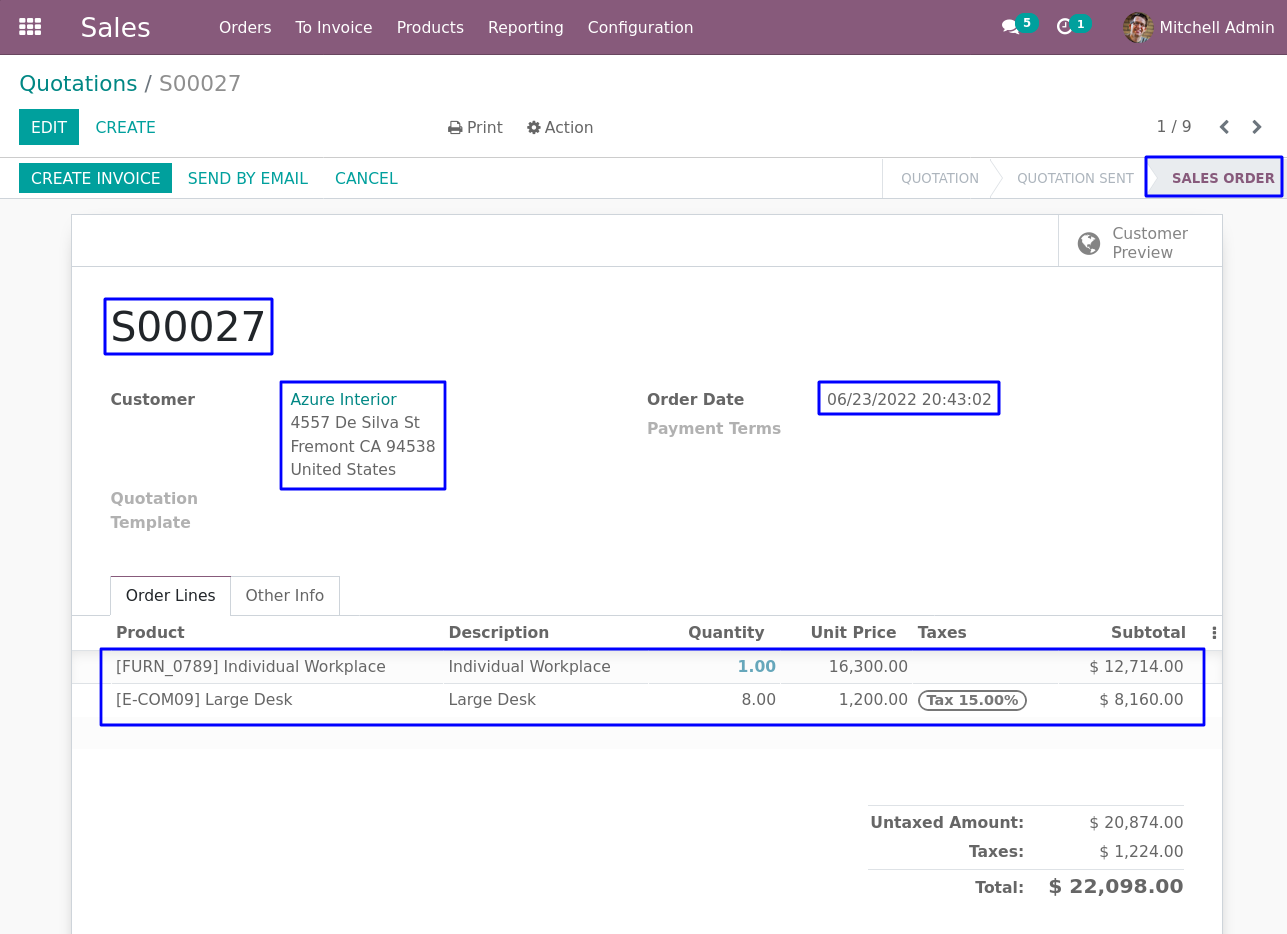 Sales Orders To Invoice Products Reporting Configuration 5 1 Mitchell Admin
Quotations / S00027
EDIT CREATE Print Action 1 / 9
CREATE INVOICE SEND BY EMAIL CANCEL QUOTATION QUOTATION SENT SALES ORDER
Customer
Preview
S00027
Customer Azure Interior Order Date 06/23/2022 20:43:02
4557 De Silva St Payment Terms
Fremont CA 94538
United States
Quotation
Template
Order Lines Other Info
Product Description Quantity Unit Price Taxes Subtotal
[FURN_0789] Individual Workplace Individual Workplace 1.00 16,300.00 $ 12,714.00
[E-COM09] Large Desk Large Desk 8.00 1,200.00 Tax 15.00% $ 8,160.00
Untaxed Amount: $ 20,874.00
Taxes: $ 1,224.00
Total: $ 22,098.00